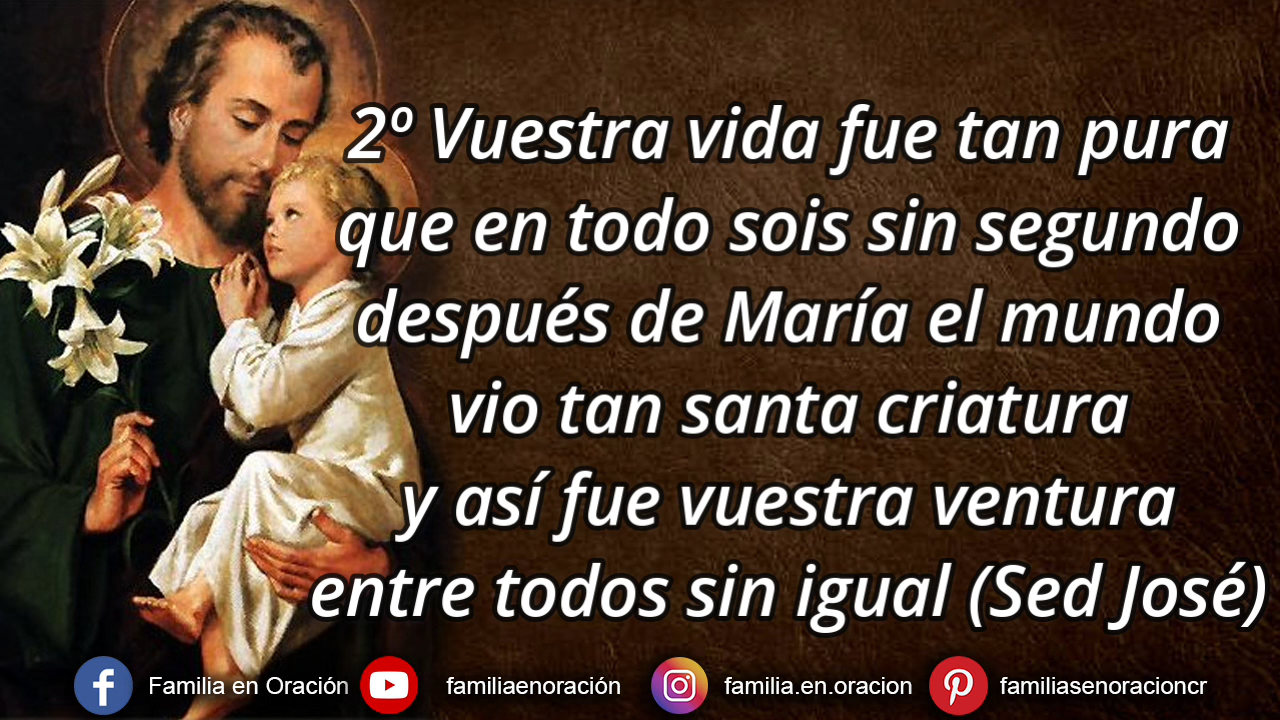 2º Vuestra vida fue tan pura
que en todo sois sin segundo
después de María el mundo
vio tan santa criatura
y así fue vuestra ventura
entre todos sin igual (Sed José)
Familia en Oración familiaenoración familia.en.oracion familiasenoracioncr